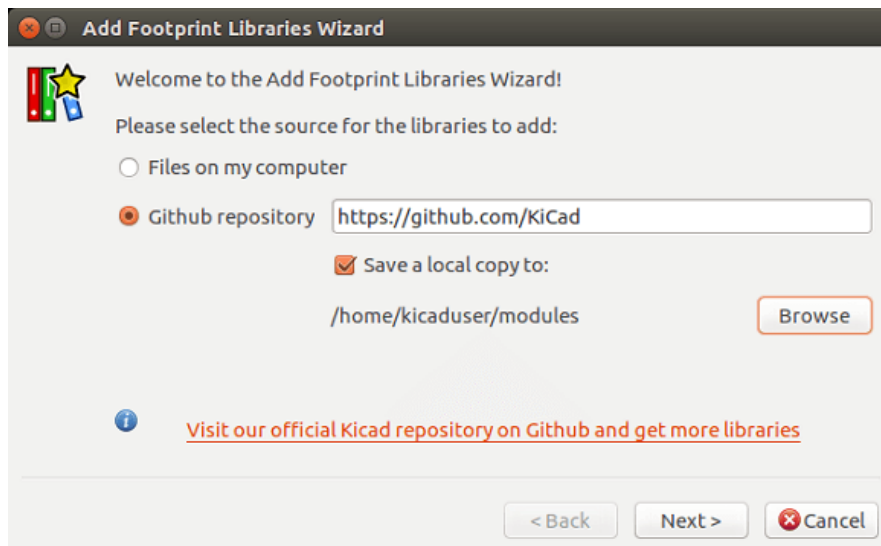 Add Footprint Libraries Wizard
Welcome to the Add Footprint Libraries Wizard!
Please select the source for the libraries to add:
Files on my computer
Github repository https://github.com/KiCad
Save a local copy to:
/home/kicaduser/modules Browse
Visit our official Kicad repository on Github and get more libraries
< Back Next > Cancel